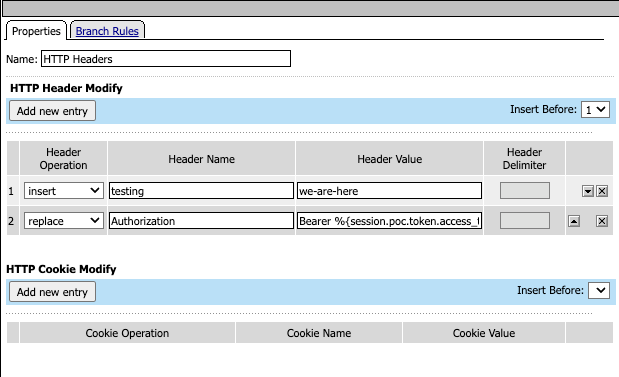 Properties Branch Rules
Name: HTTP Headers
HTTP Header Modify
Add new entry Insert Before: 1
Header Operation Header Name Header Value Header Delimiter
1 insert testing we-are-here
2 replace Authorization Bearer %{session.poc.token.access_t
HTTP Cookie Modify
Add new entry Insert Before:
Cookie Operation Cookie Name Cookie Value